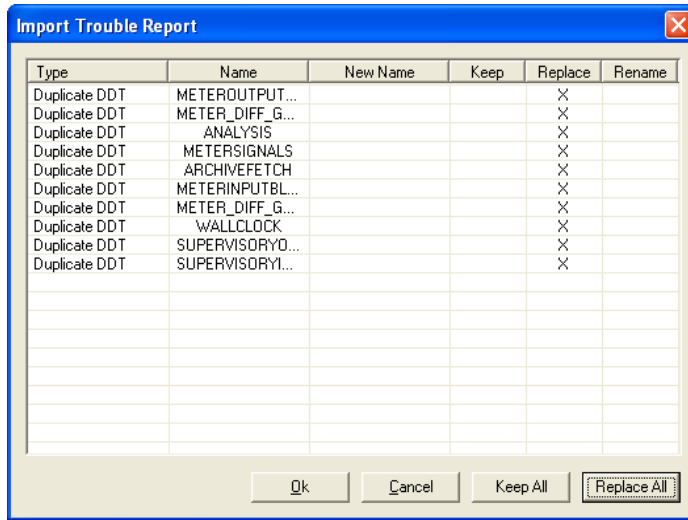 Import Trouble Report
Type Name New Name Keep Replace Rename
Duplicate DDT METEROUTPUT... X
Duplicate DDT METER_DIFF_G... X
Duplicate DDT ANALYSIS X
Duplicate DDT METERSIGNALS X
Duplicate DDT ARCHIVEFETCH X
Duplicate DDT METERINPUTBL... X
Duplicate DDT METER_DIFF_G... X
Duplicate DDT WALLCLOCK X
Duplicate DDT SUPERVISORYO... X
Duplicate DDT SUPERVISORYI... X
Ok Cancel Keep All Replace All